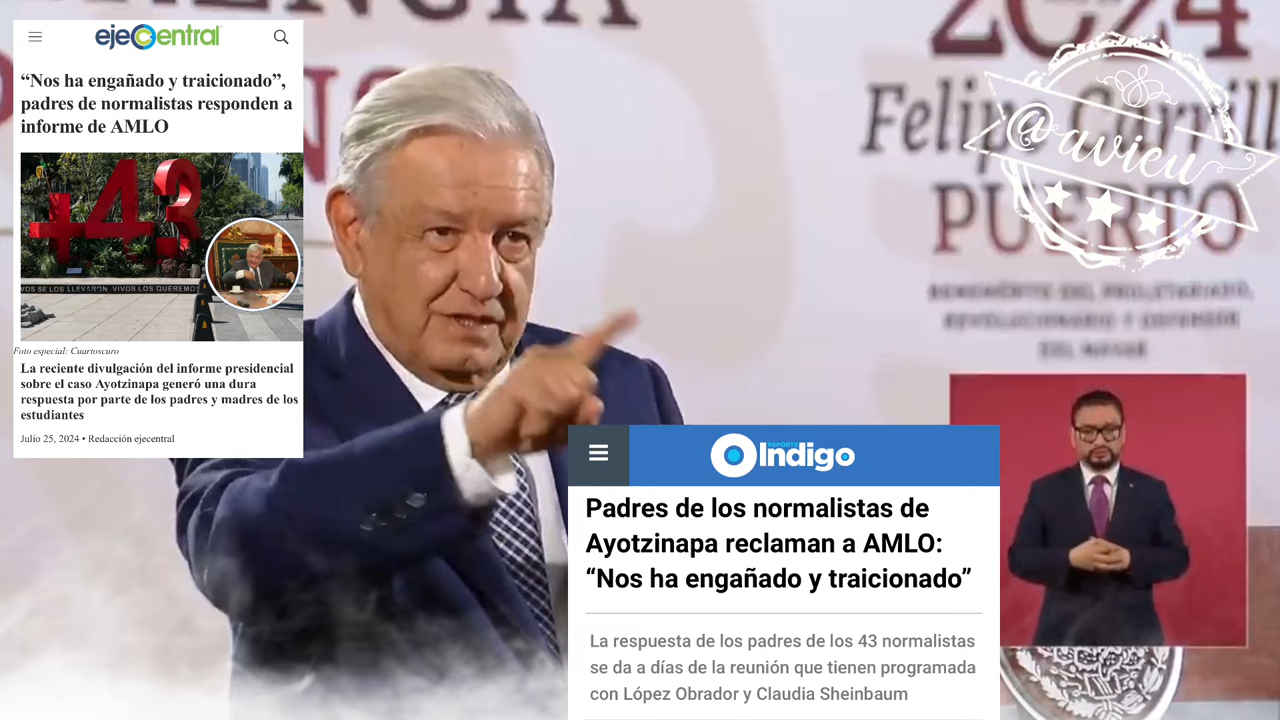 ejecentral
“Nos ha engañado y traicionado”,
padres de normalistas responden a
informe de AMLO
+43
VOS SE LOS LLEVARON, VIVOS LOS QUEREMO
Foto especial: Cuartoscuro
La reciente divulgación del informe presidencial
sobre el caso Ayotzinapa generó una dura
respuesta por parte de los padres y madres de los
estudiantes
Julio 25, 2024 • Redacción ejecentral
2024
Felipe Carrill
PUERTO
BENEMÉRITO DEL PROLETARIADO,
REVOLUCIONARIO Y DEFENSOR
DEL MAYAB
@avieu
REPORTE
Indigo
Padres de los normalistas de
Ayotzinapa reclaman a AMLO:
“Nos ha engañado y traicionado”
La respuesta de los padres de los 43 normalistas
se da a días de la reunión que tienen programada
con López Obrador y Claudia Sheinbaum